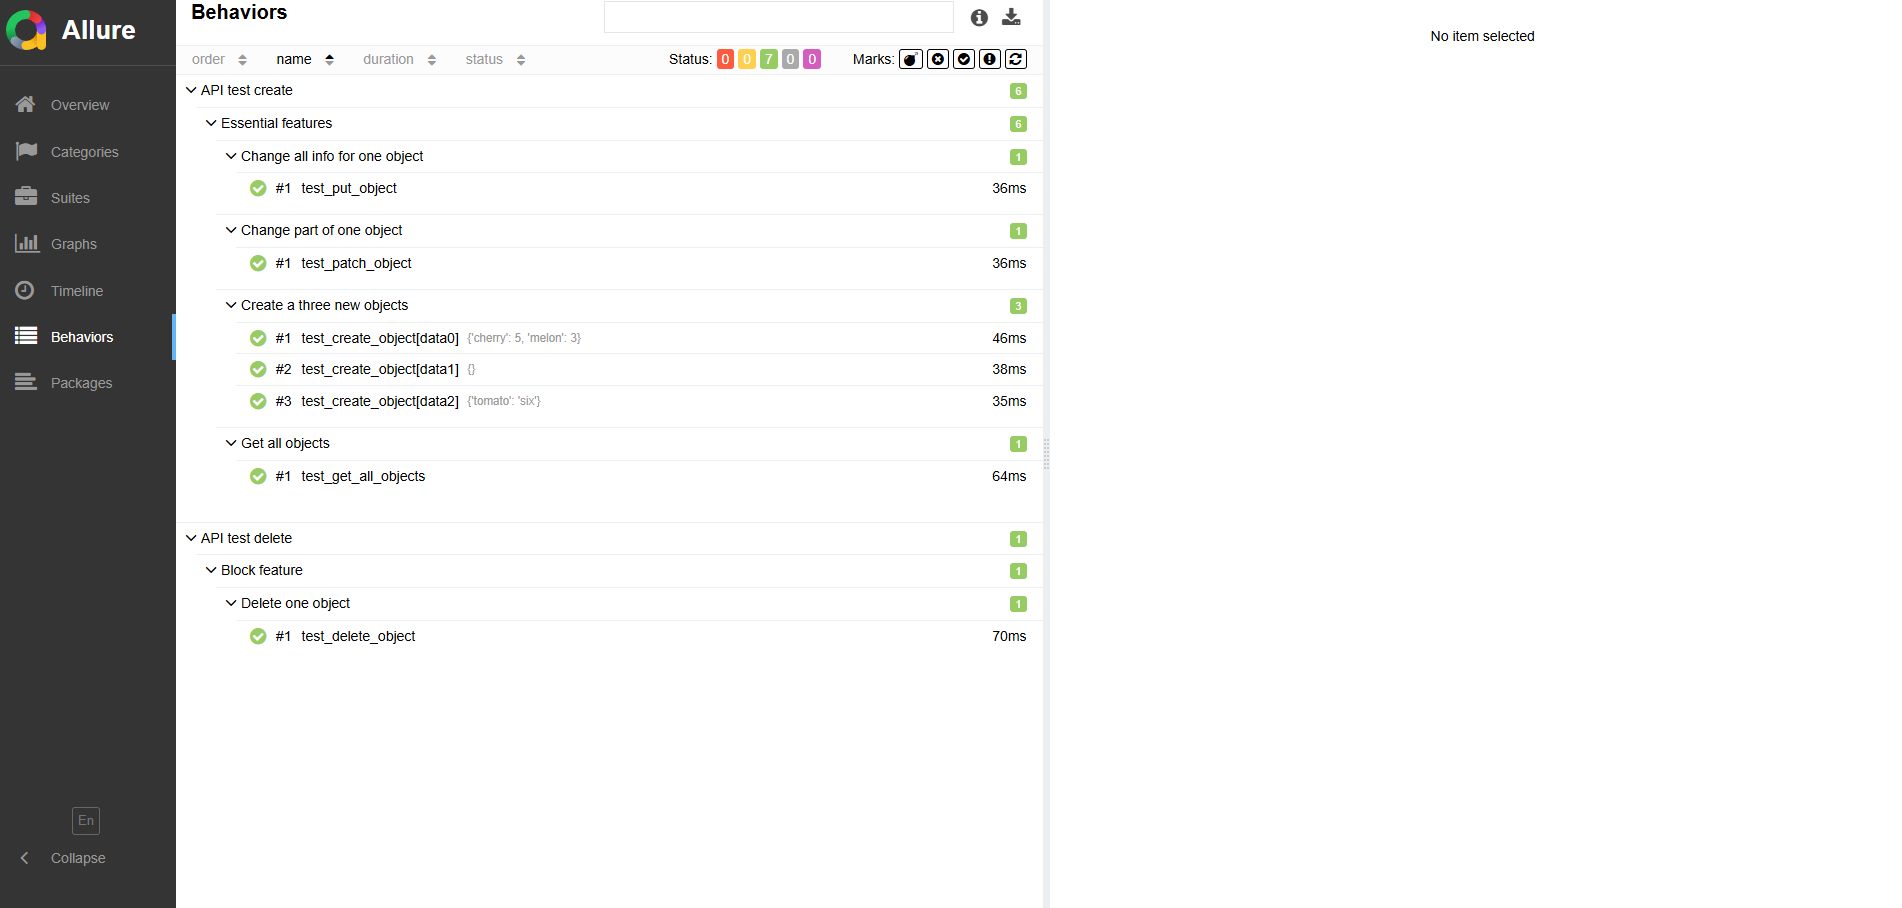 Allure
Overview
Categories
Suites
Graphs
Timeline
Behaviors
Packages
En
Collapse
Behaviors
order name duration status Status: 0 0 7 0 0 Marks:
API test create 6
Essential features 6
Change all info for one object 1
#1 test_put_object 36ms
Change part of one object 1
#1 test_patch_object 36ms
Create a three new objects 3
#1 test_create_object[data0] {'cherry': 5, 'melon': 3} 46ms
#2 test_create_object[data1] {} 38ms
#3 test_create_object[data2] {'tomato': 'six'} 35ms
Get all objects 1
#1 test_get_all_objects 64ms
API test delete 1
Block feature 1
Delete one object 1
#1 test_delete_object 70ms
No item selected